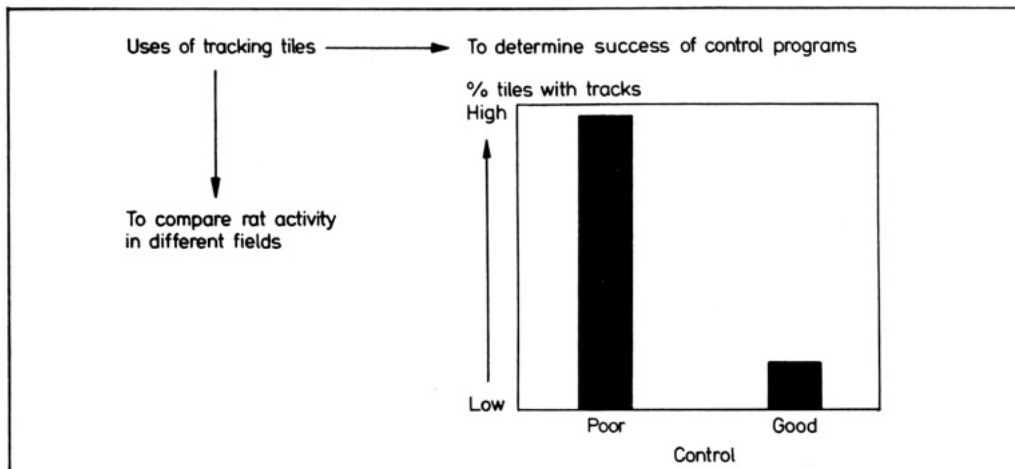 Uses of tracking tiles
To determine success of control programs
% tiles with tracks
High
To compare rat activity
in different fields
Low
Poor
Good
Control